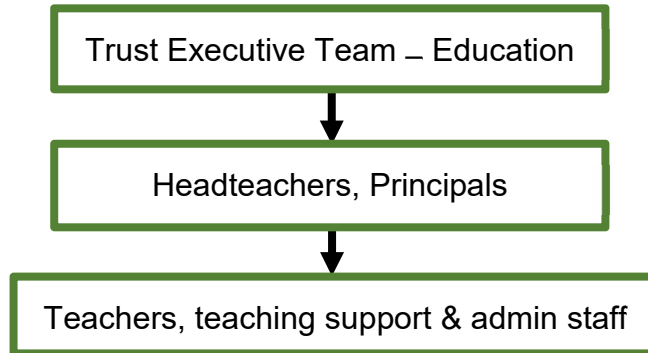 Trust Executive Team – Education
Headteachers, Principals
Teachers, teaching support & admin staff